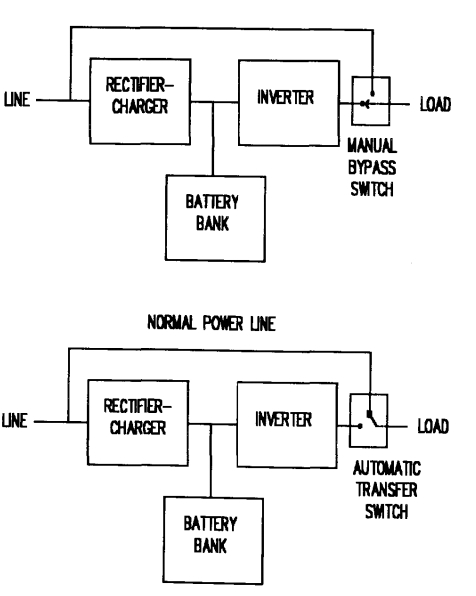 LINE
RECTIFIER-
CHARGER
INVERTER
LOAD
MANUAL
BYPASS
SWITCH
BATTERY
BANK
NORMAL POWER LINE
LINE
RECTIFIER-
CHARGER
INVERTER
LOAD
AUTOMATIC
TRANSFER
SWITCH
BATTERY
BANK